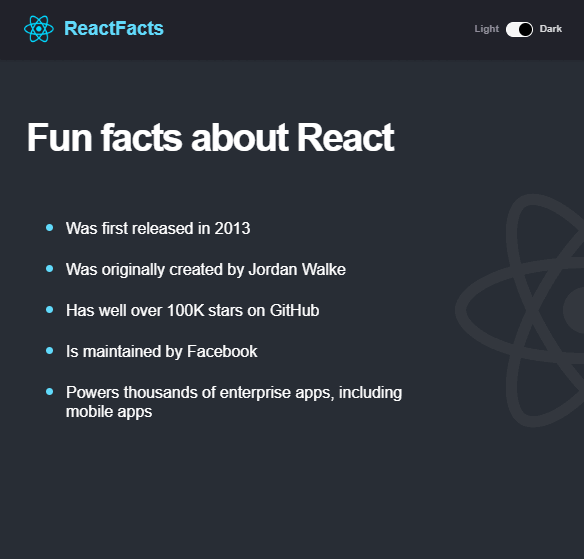 ReactFacts
Light Dark
Fun facts about React
Was first released in 2013
Was originally created by Jordan Walke
Has well over 100K stars on GitHub
Is maintained by Facebook
Powers thousands of enterprise apps, including
mobile apps